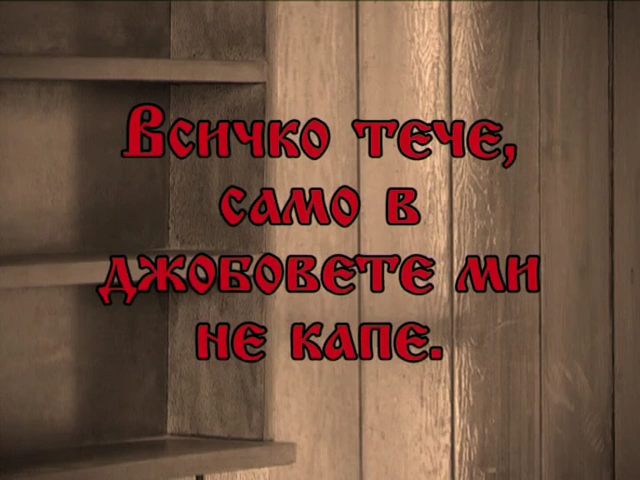 Всичко тече,
само в
джобовете ми
не капе.